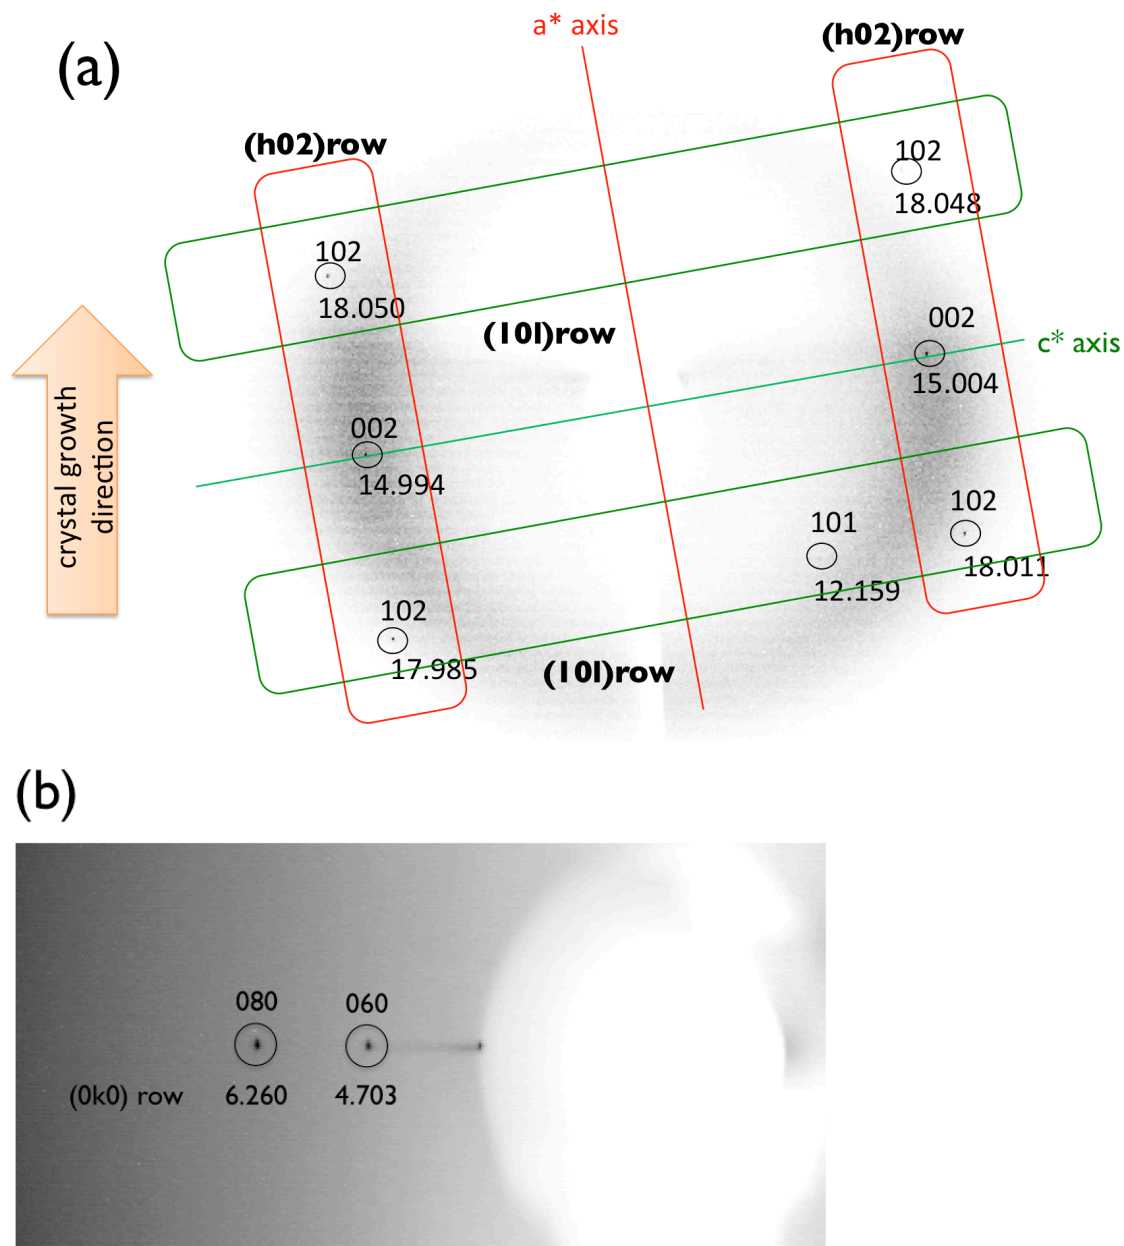 (a)
a* axis
(h02)row
(h02)row
102
18.048
102
18.050
(10l)row
002
15.004
c* axis
002
14.994
crystal growth
direction
102
18.011
101
12.159
102
17.985
(10l)row
(b)
080
060
(0k0) row
6.260
4.703